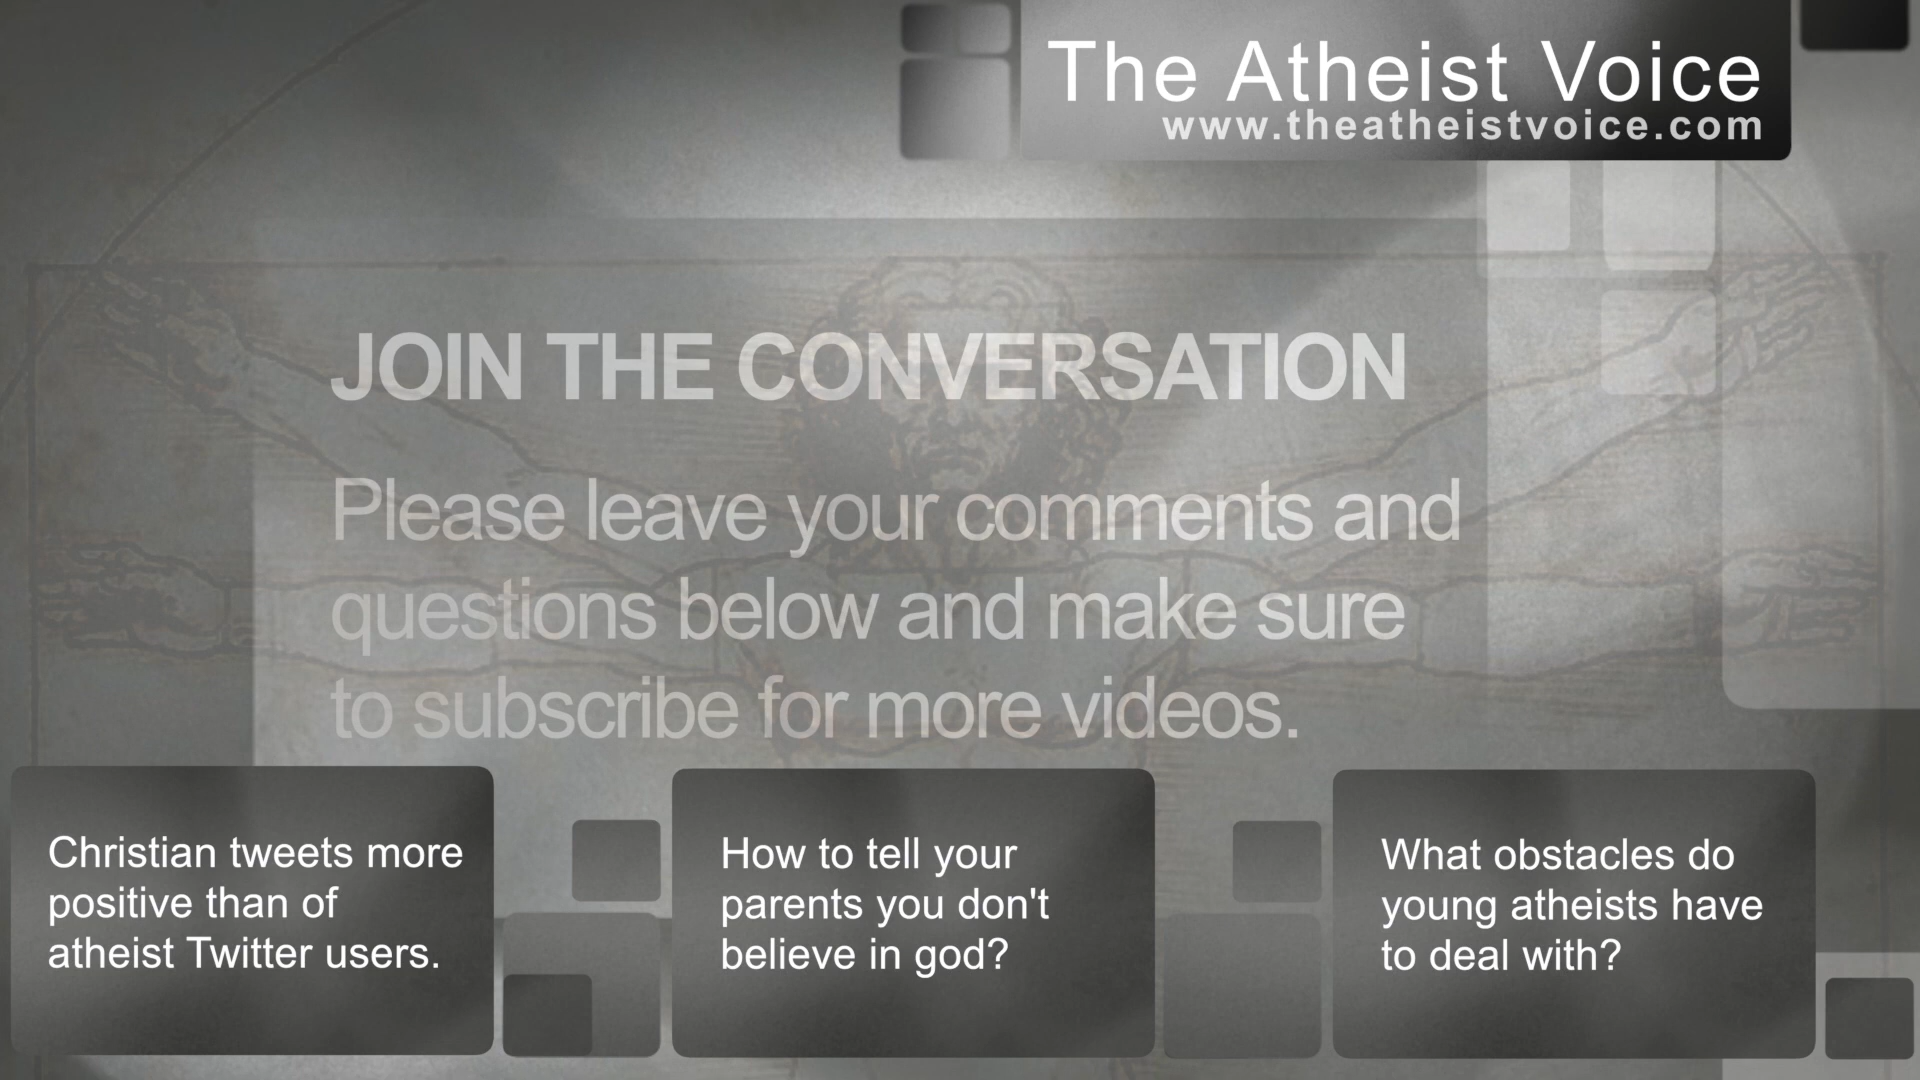 The Atheist Voice
www.theatheistvoice.com
JOIN THE CONVERSATION
Please leave your comments and
questions below and make sure
to subscribe for more videos.
Christian tweets more
positive than of
atheist Twitter users.
How to tell your
parents you don't
believe in god?
What obstacles do
young atheists have
to deal with?